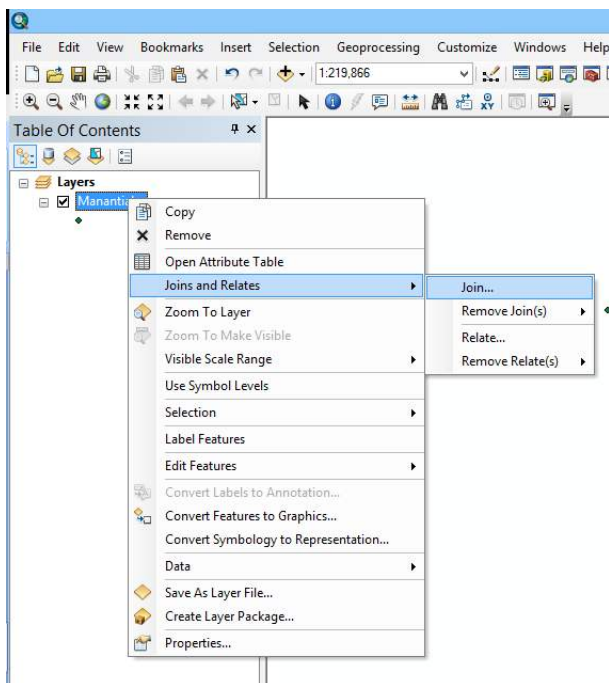 File Edit View Bookmarks Insert Selection Geoprocessing Customize Windows Help
1:219,866
XY
Table Of Contents
Layers
Copy
Remove
Open Attribute Table
Joins and Relates
Join...
Zoom To Layer
Remove Join(s)
Zoom To Make Visible
Relate...
Visible Scale Range
Remove Relate(s)
Use Symbol Levels
Selection
Label Features
Edit Features
Convert Labels to Annotation...
Convert Features to Graphics...
Convert Symbology to Representation...
Data
Save As Layer File...
Create Layer Package...
Properties...